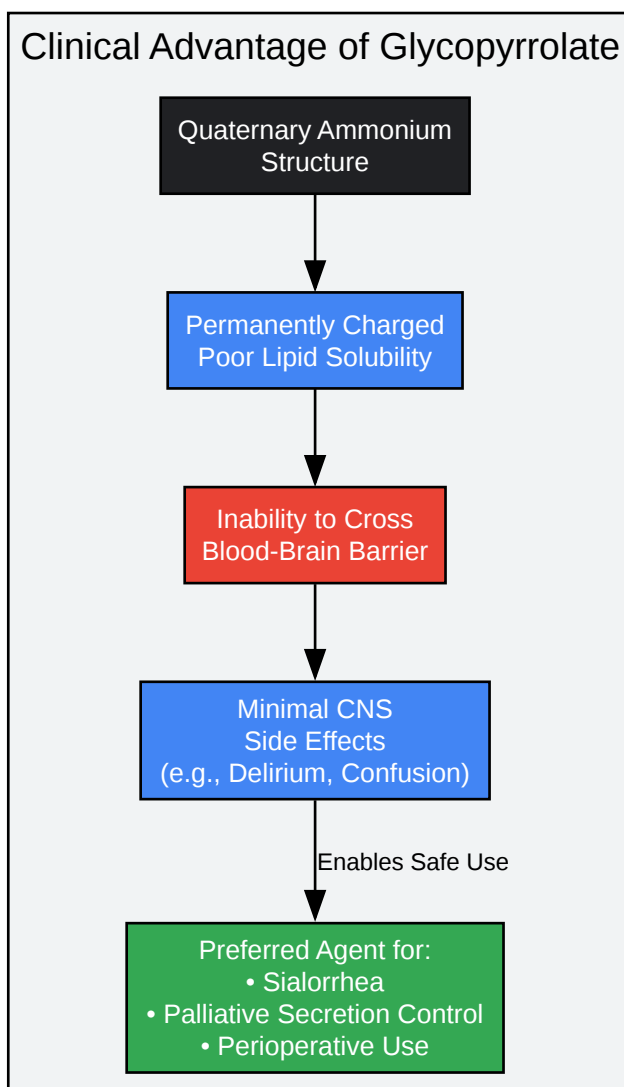 Clinical Advantage of Glycopyrrolate
Quaternary Ammonium
Structure
Permanently Charged
Poor Lipid Solubility
Inability to Cross
Blood-Brain Barrier
Minimal CNS
Side Effects
(e.g., Delirium, Confusion)
Enables Safe Use
Preferred Agent for:
• Sialorrhea
• Palliative Secretion Control
• Perioperative Use